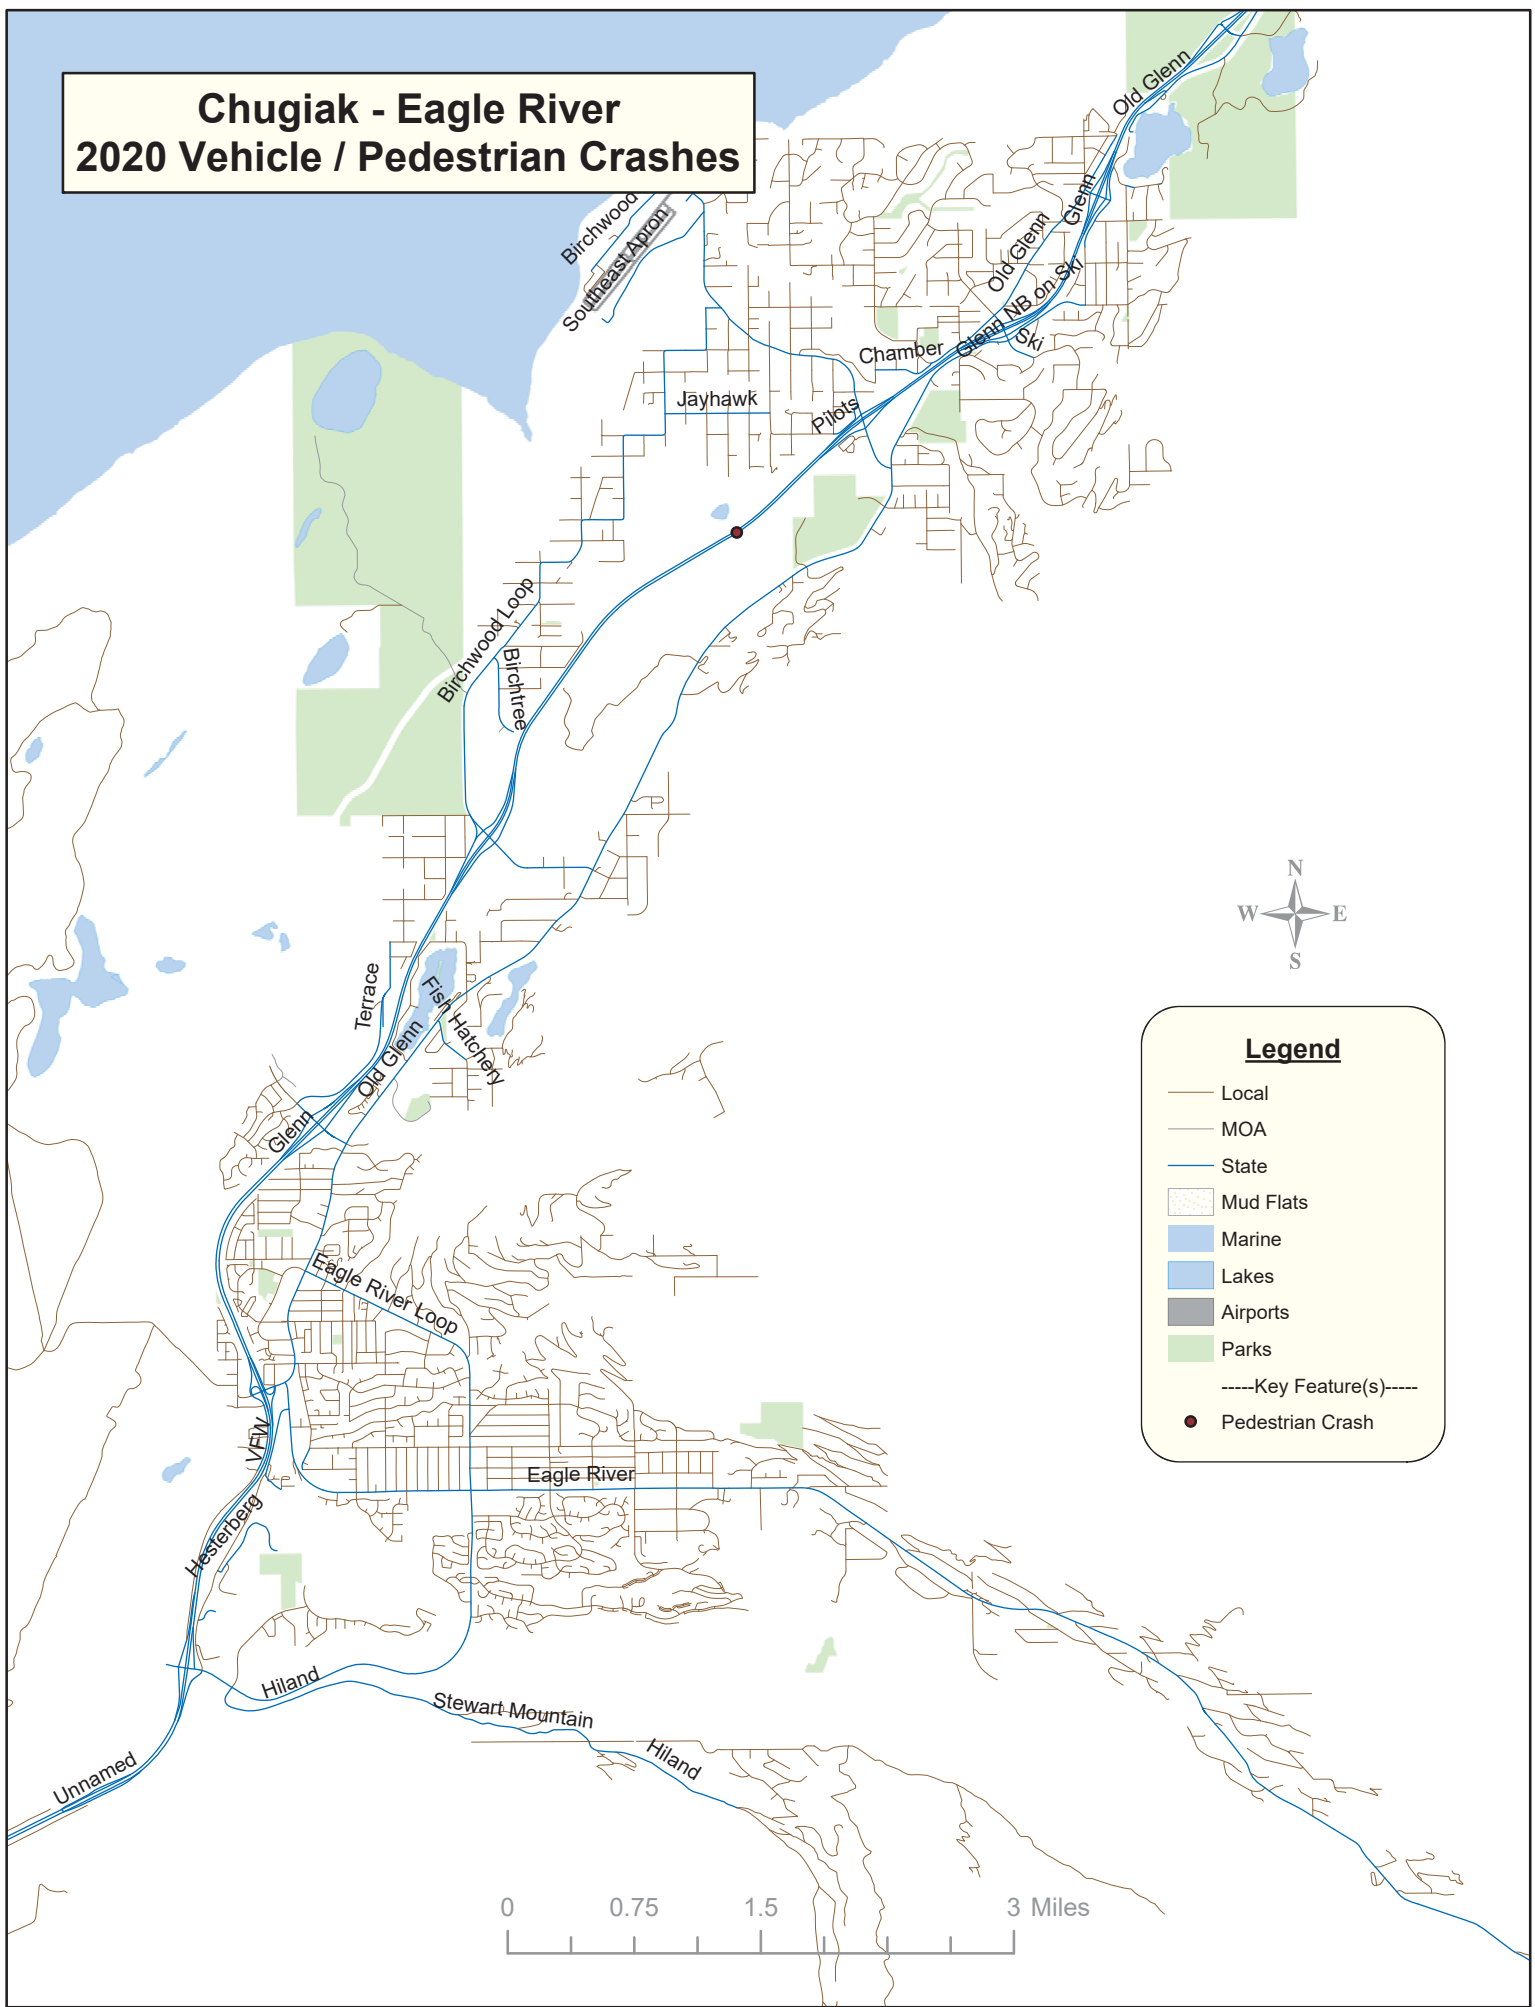 Chugiak - Eagle River
2020 Vehicle / Pedestrian Crashes
Old Glenn
Birchwood
Southeast Apron
Glenn
Old Glenn
Glenn NB on Ski
Ski
Chamber
Jayhawk
Pilots
Birchwood Loop
Birchtree
Terrace
Fish Hatchery
Old Glenn
Glenn
Eagle River Loop
VFW
Eagle River
Hesterberg
Hiland
Stewart Mountain
Hiland
Unnamed
N
W E
S
Legend
Local
MOA
State
Mud Flats
Marine
Lakes
Airports
Parks
-----Key Feature(s)-----
Pedestrian Crash
0 0.75 1.5 3 Miles